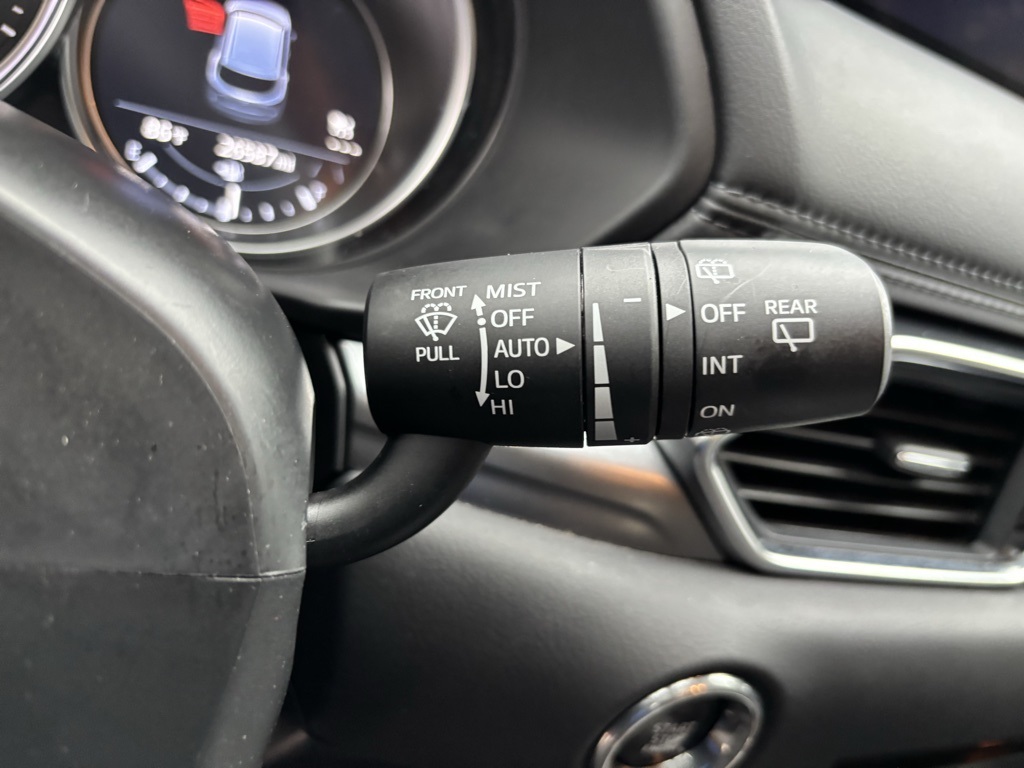 FRONT
PULL
MIST
OFF
AUTO
LO
HI
−
+
OFF
INT
ON
REAR